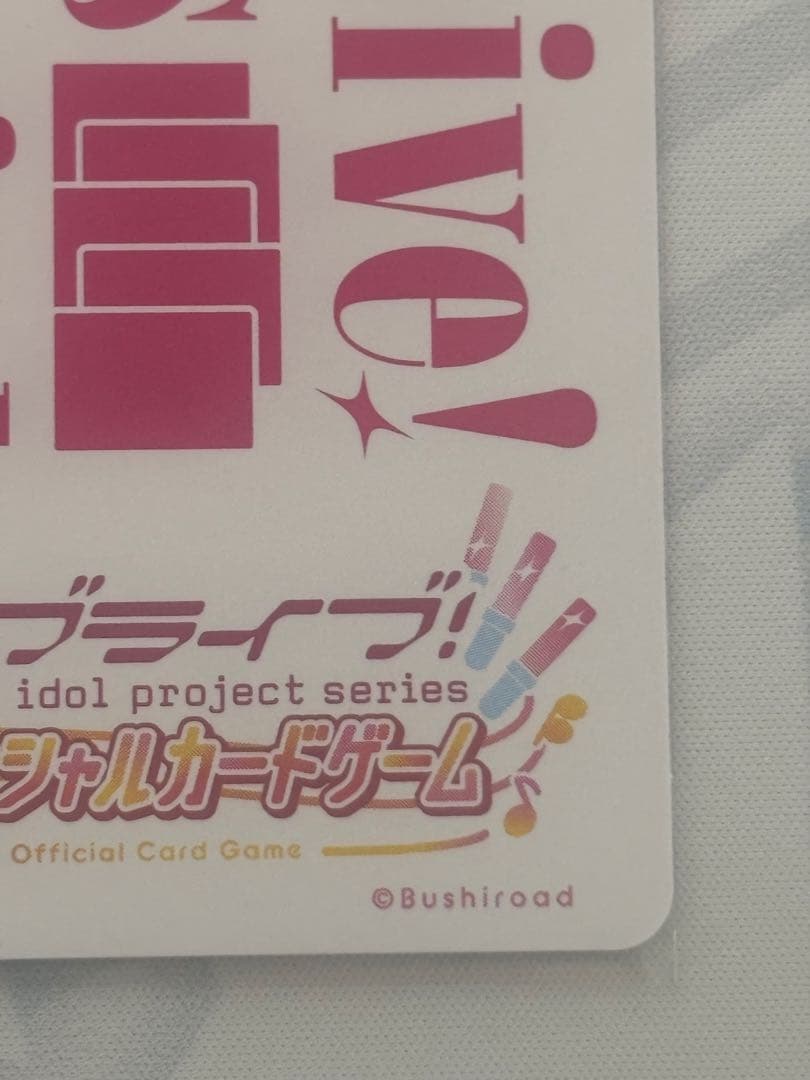 ive!
ブライブ!
idol project series
シャルカードゲーム
Official Card Game
©Bushiroad